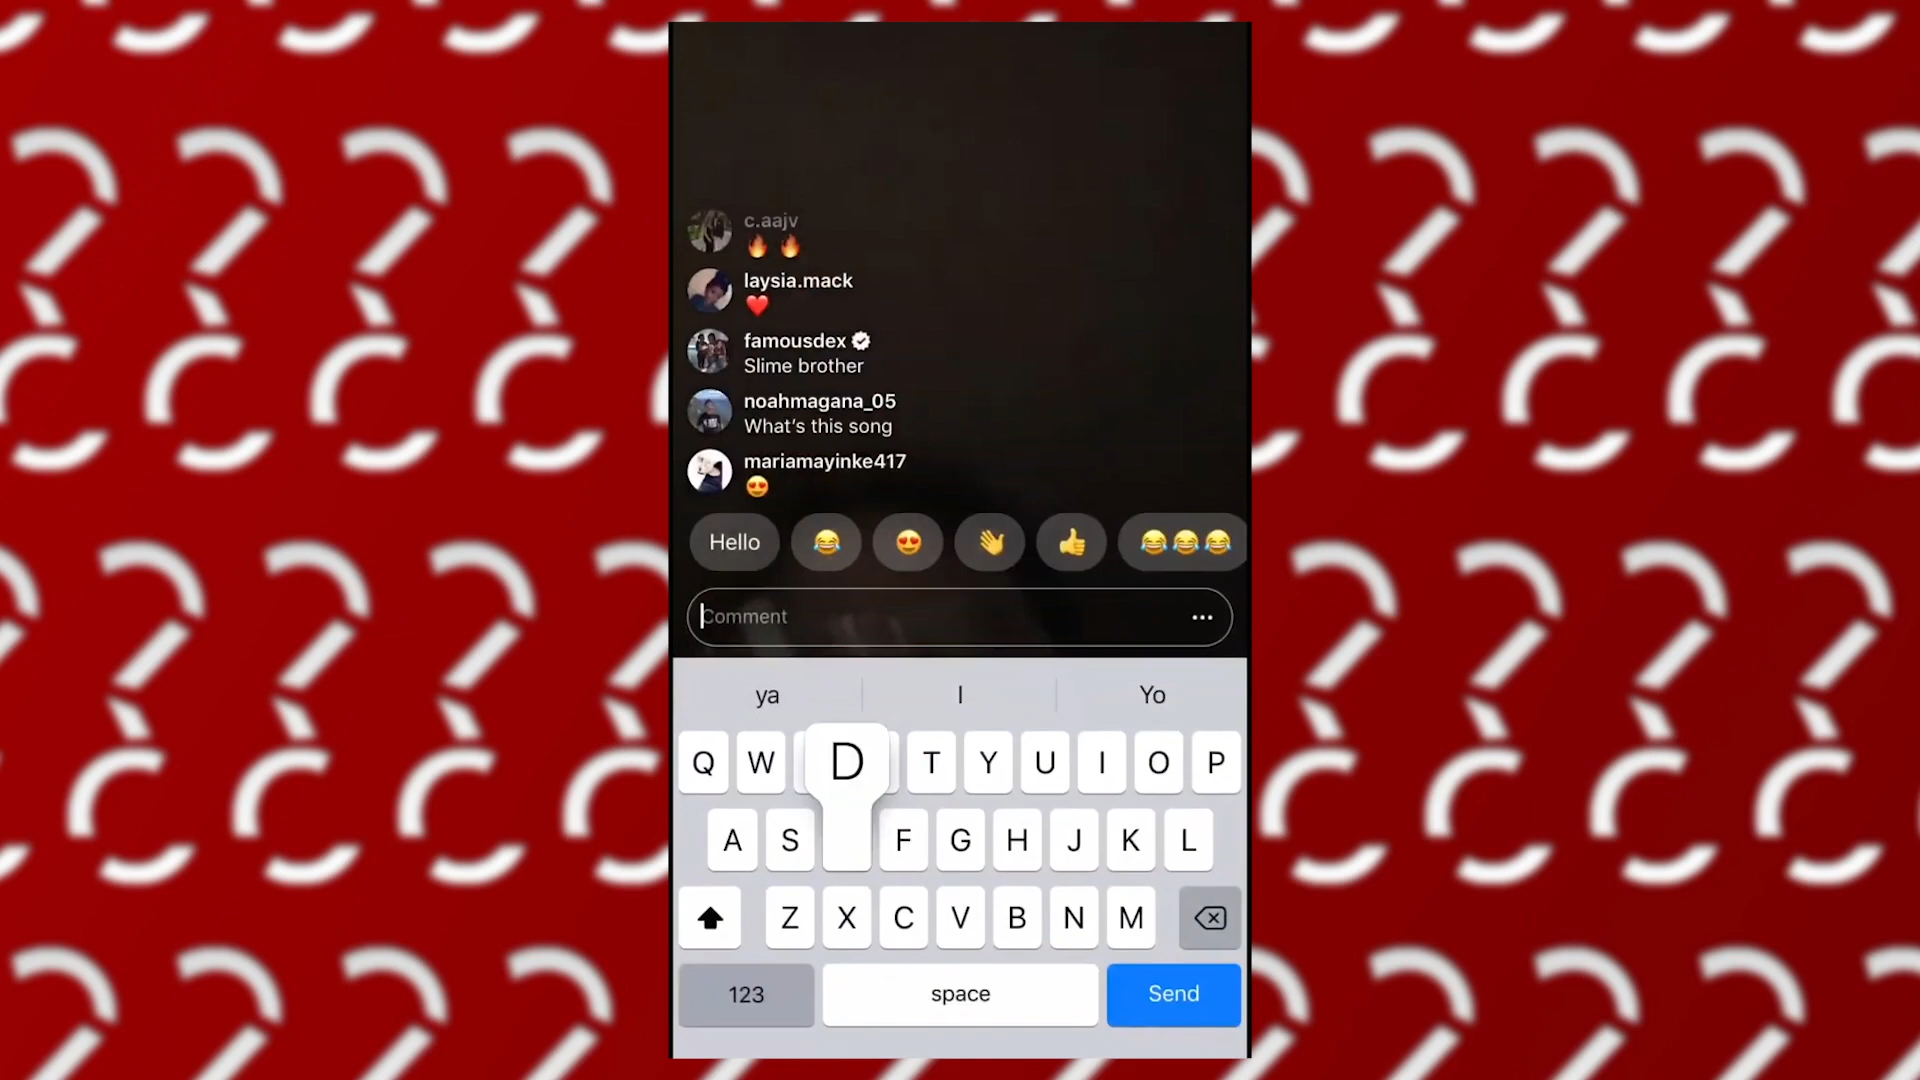 c.aajv
🔥 🔥
laysia.mack
❤️
famousdex
Slime brother
noahmagana_05
What's this song
mariamayinke417
😍
Hello 😂 😍 👋 👍 😂😂😂
Comment ...
ya I Yo
Q W D T Y U I O P
A S F G H J K L
Z X C V B N M
123 space Send